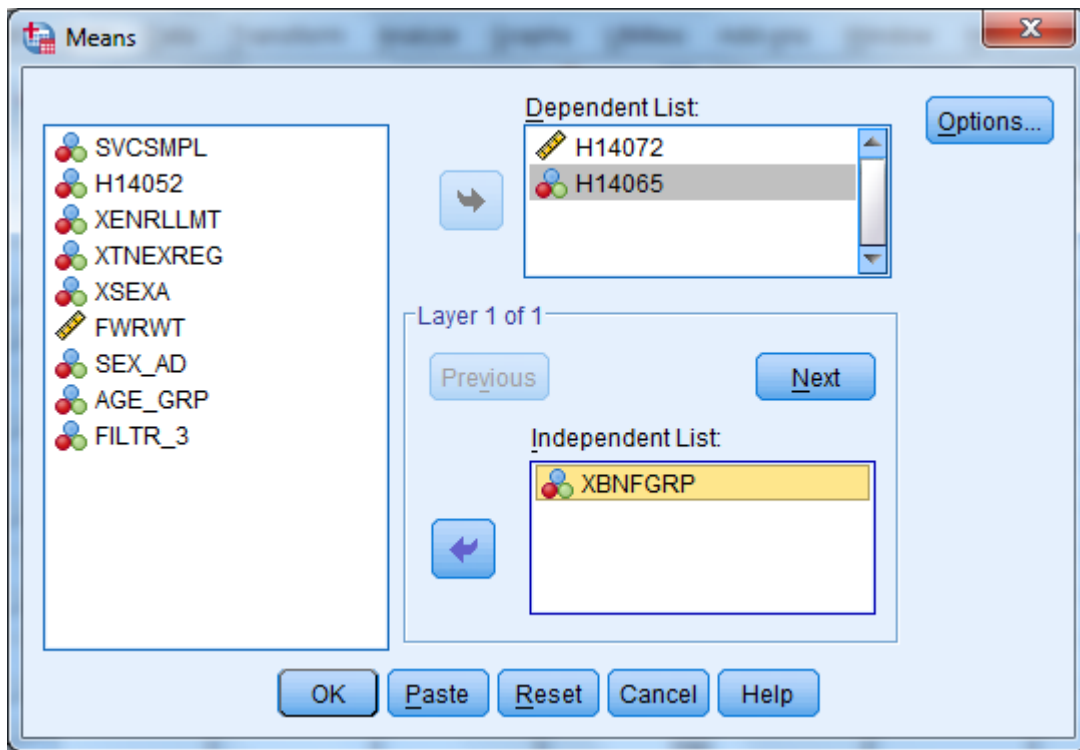 Means
X
SVCSMPL
H14052
XENRLLMT
XTNEXREG
XSEXA
FWRWT
SEX_AD
AGE_GRP
FILTR_3
Dependent List:
H14072
H14065
Options...
Layer 1 of 1
Previous
Next
Independent List:
XBNFGRP
OK
Paste
Reset
Cancel
Help